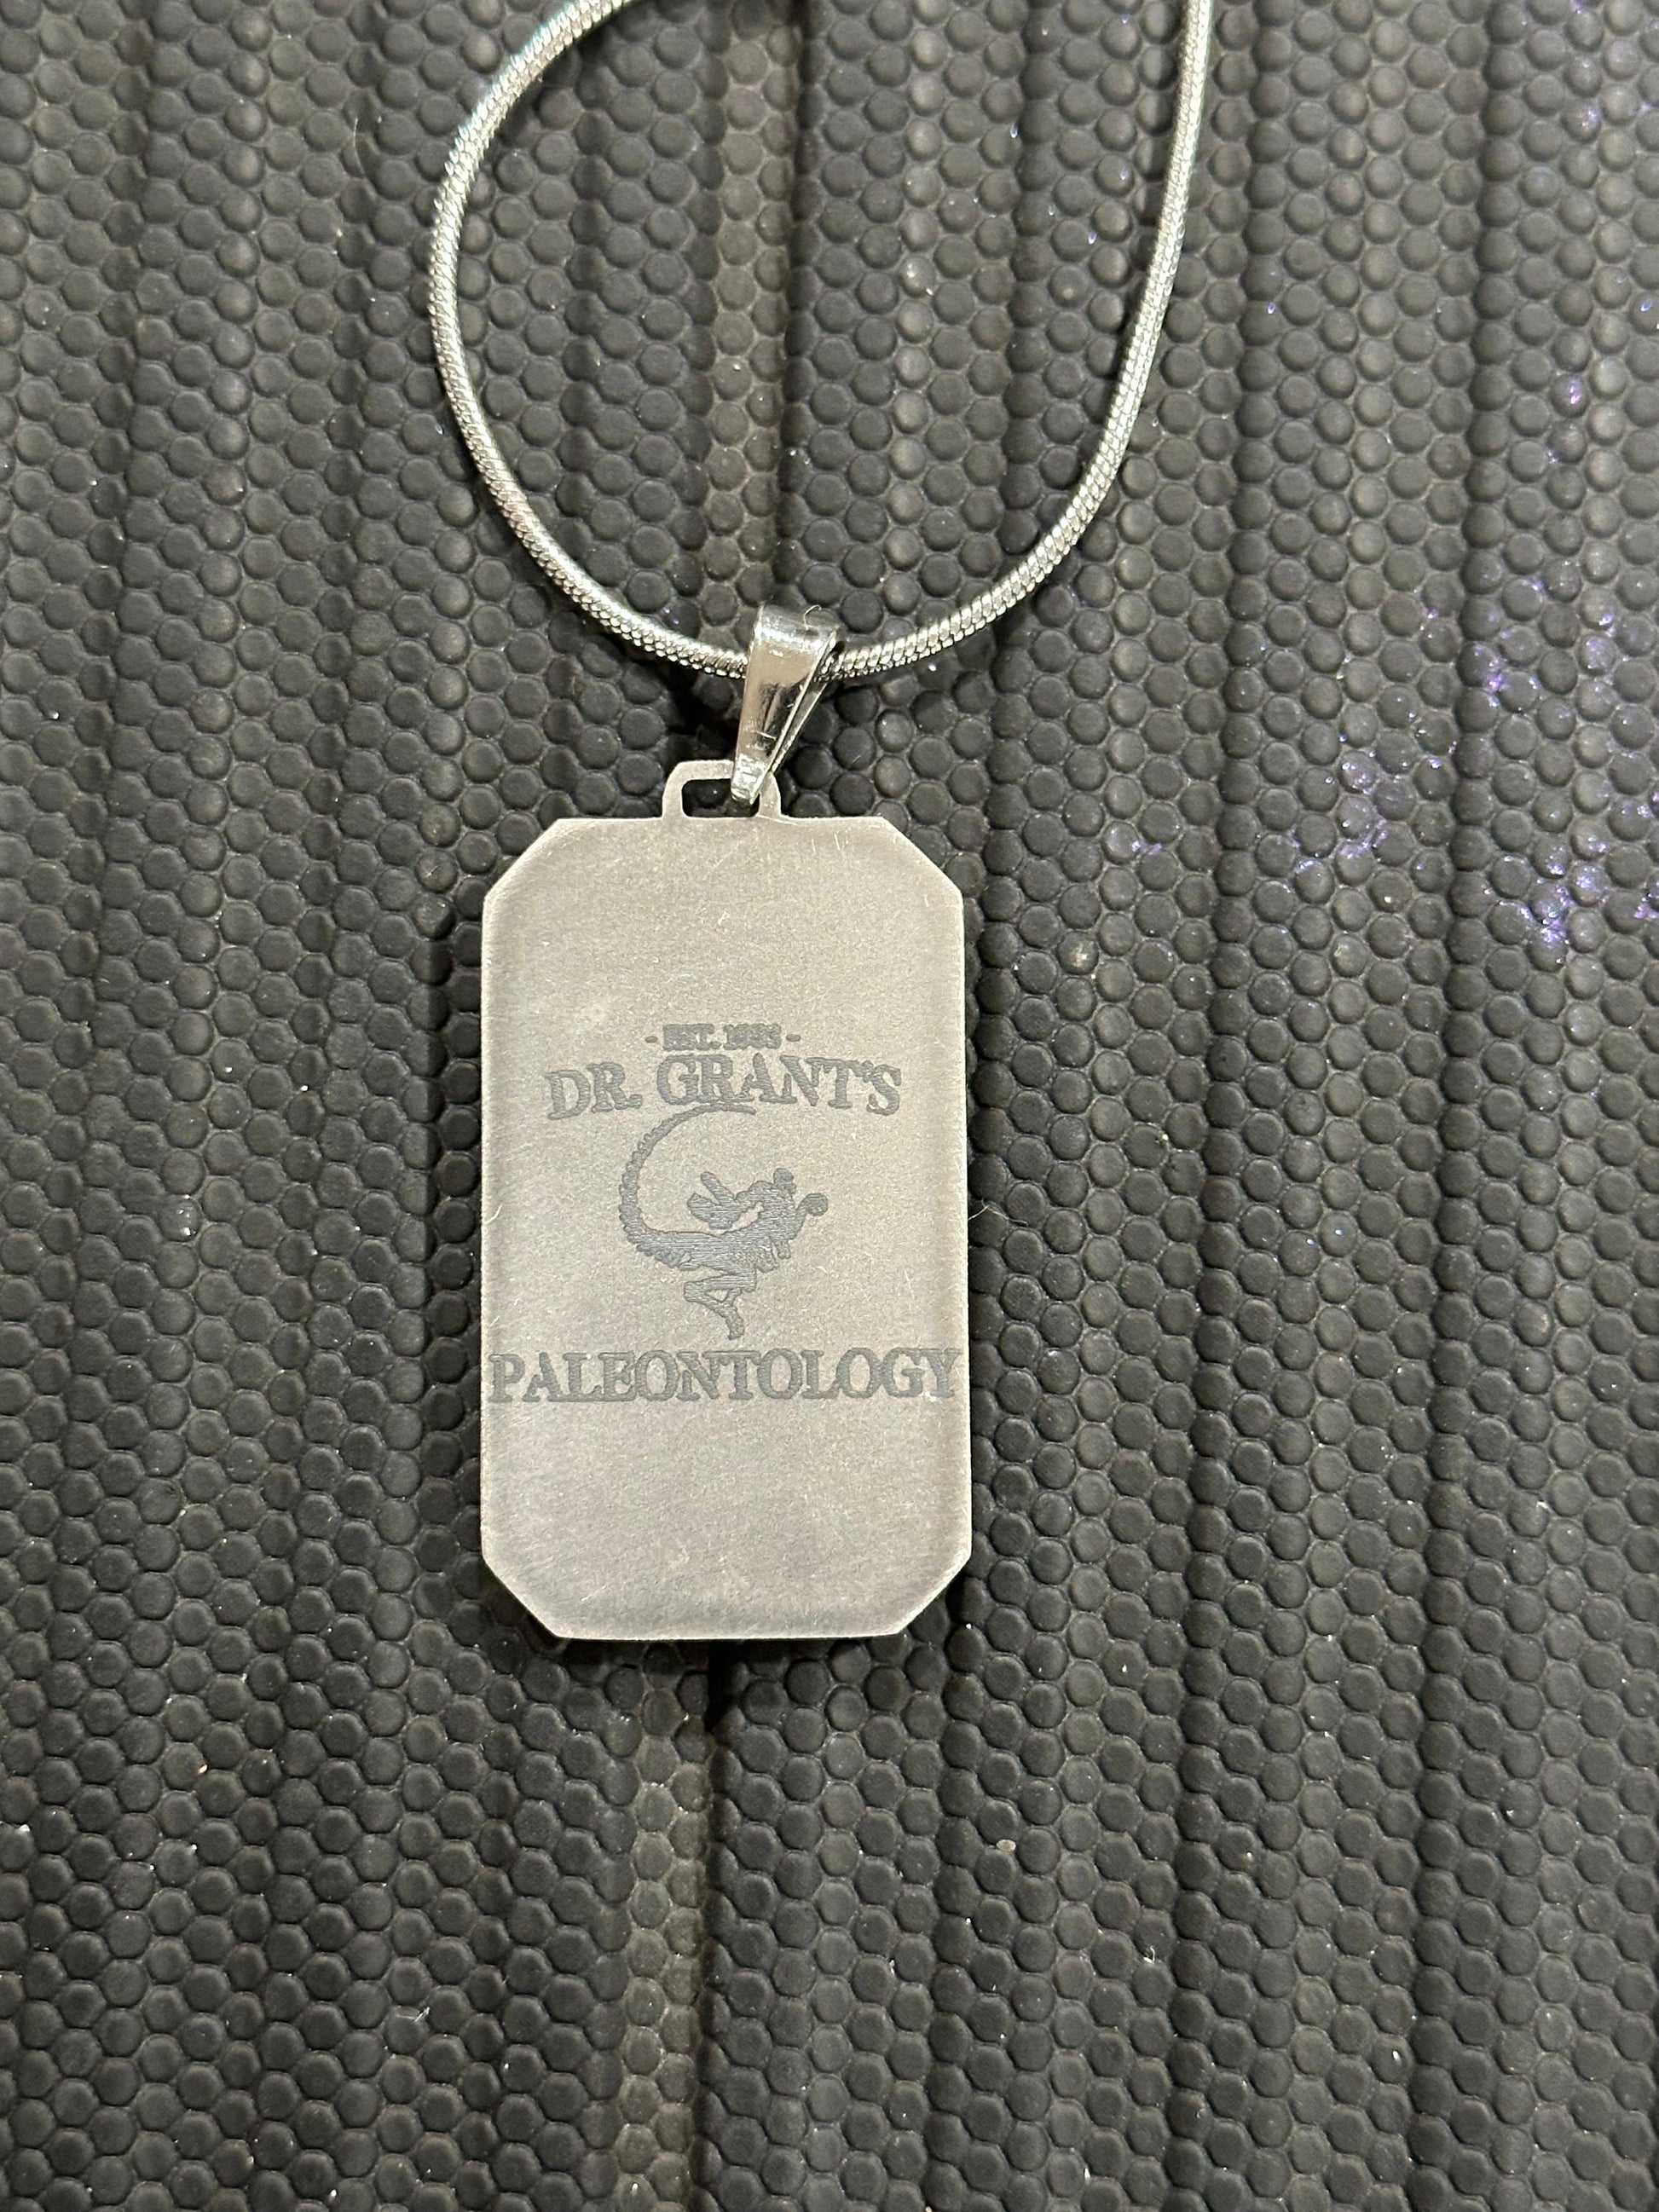 - EST. -
DR. GRANT'S
PALEONTOLOGY